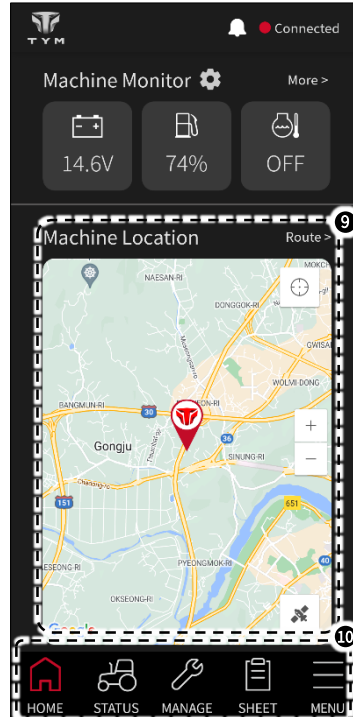 TYM
Connected
Machine Monitor More >
14.6V 74% OFF
9
Machine Location Route >
NAESAN-RI
DONGGOK-RI
WOLMI-DONG
BANGMUN-RI
30
36
Gongju
SINUNG-RI
151
651
PYEONGMOK-RI
40
OKSEONG-RI
Google
10
HOME STATUS MANAGE SHEET MENU